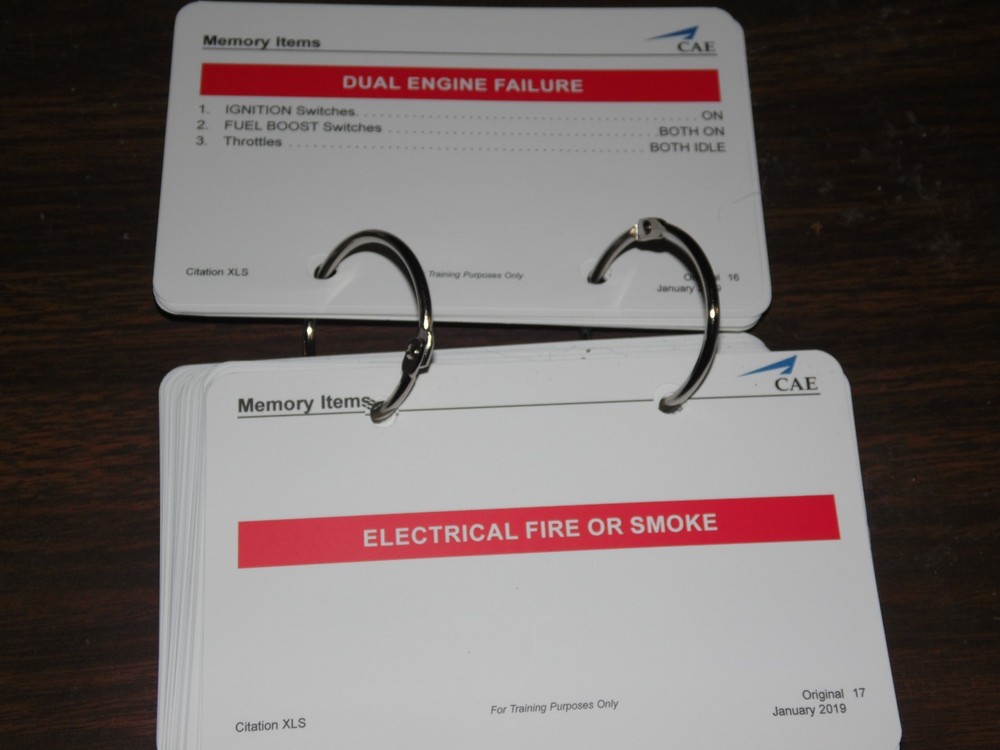 Memory Items
CAE
DUAL ENGINE FAILURE
1. IGNITION Switches. . . . . . . . . . . . . . . . . . . . . . . . . . . . . . . . . . . . . . . . . . . . ON
2. FUEL BOOST Switches . . . . . . . . . . . . . . . . . . . . . . . . . . . . . . . . . . . BOTH ON
3. Throttles . . . . . . . . . . . . . . . . . . . . . . . . . . . . . . . . . . . . . . . . . . . . . . BOTH IDLE
Citation XLS
Training Purposes Only
16
January
CAE
Memory Items
ELECTRICAL FIRE OR SMOKE
Citation XLS
For Training Purposes Only
Original 17
January 2019